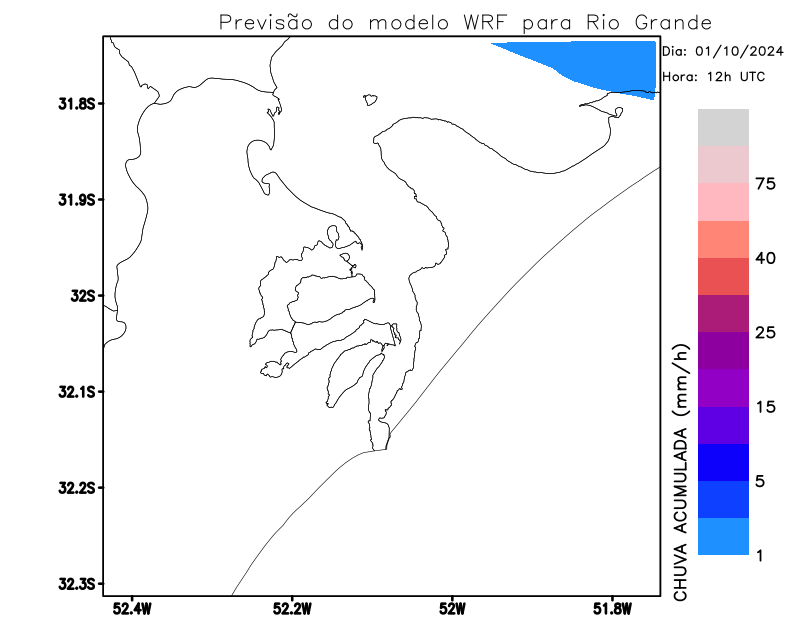 Previsão do modelo WRF para Rio Grande
Dia: 01/10/2024
Hora: 12h UTC
31.8S
31.9S
32S
32.1S
32.2S
32.3S
52.4W
52.2W
52W
51.8W
75
40
25
15
5
1
CHUVA ACUMULADA (mm/h)